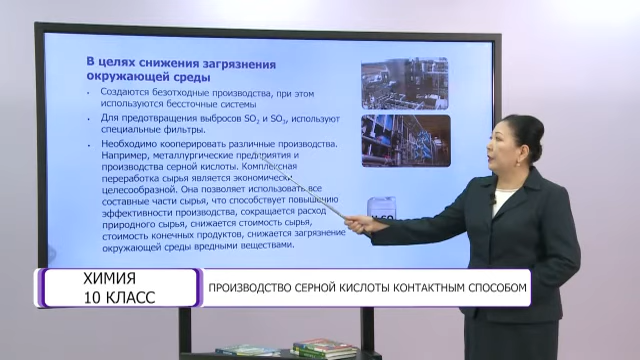 В целях снижения загрязнения
окружающей среды
• Создаются безотходные производства, при этом
используются бессточные системы
• Для предотвращения выбросов SO₂ и SO₃, используют
специальные фильтры.
• Необходимо кооперировать различные производства.
Например, металлургические предприятия и
производства серной кислоты. Комплексная
переработка сырья является экономически
целесообразной. Она позволяет использовать все
составные части сырья, что способствует повышению
эффективности производства, сокращается расход
природного сырья, снижается стоимость сырья,
стоимость конечных продуктов, снижается загрязнение
окружающей среды вредными веществами.
ХИМИЯ
10 КЛАСС
ПРОИЗВОДСТВО СЕРНОЙ КИСЛОТЫ КОНТАКТНЫМ СПОСОБОМ